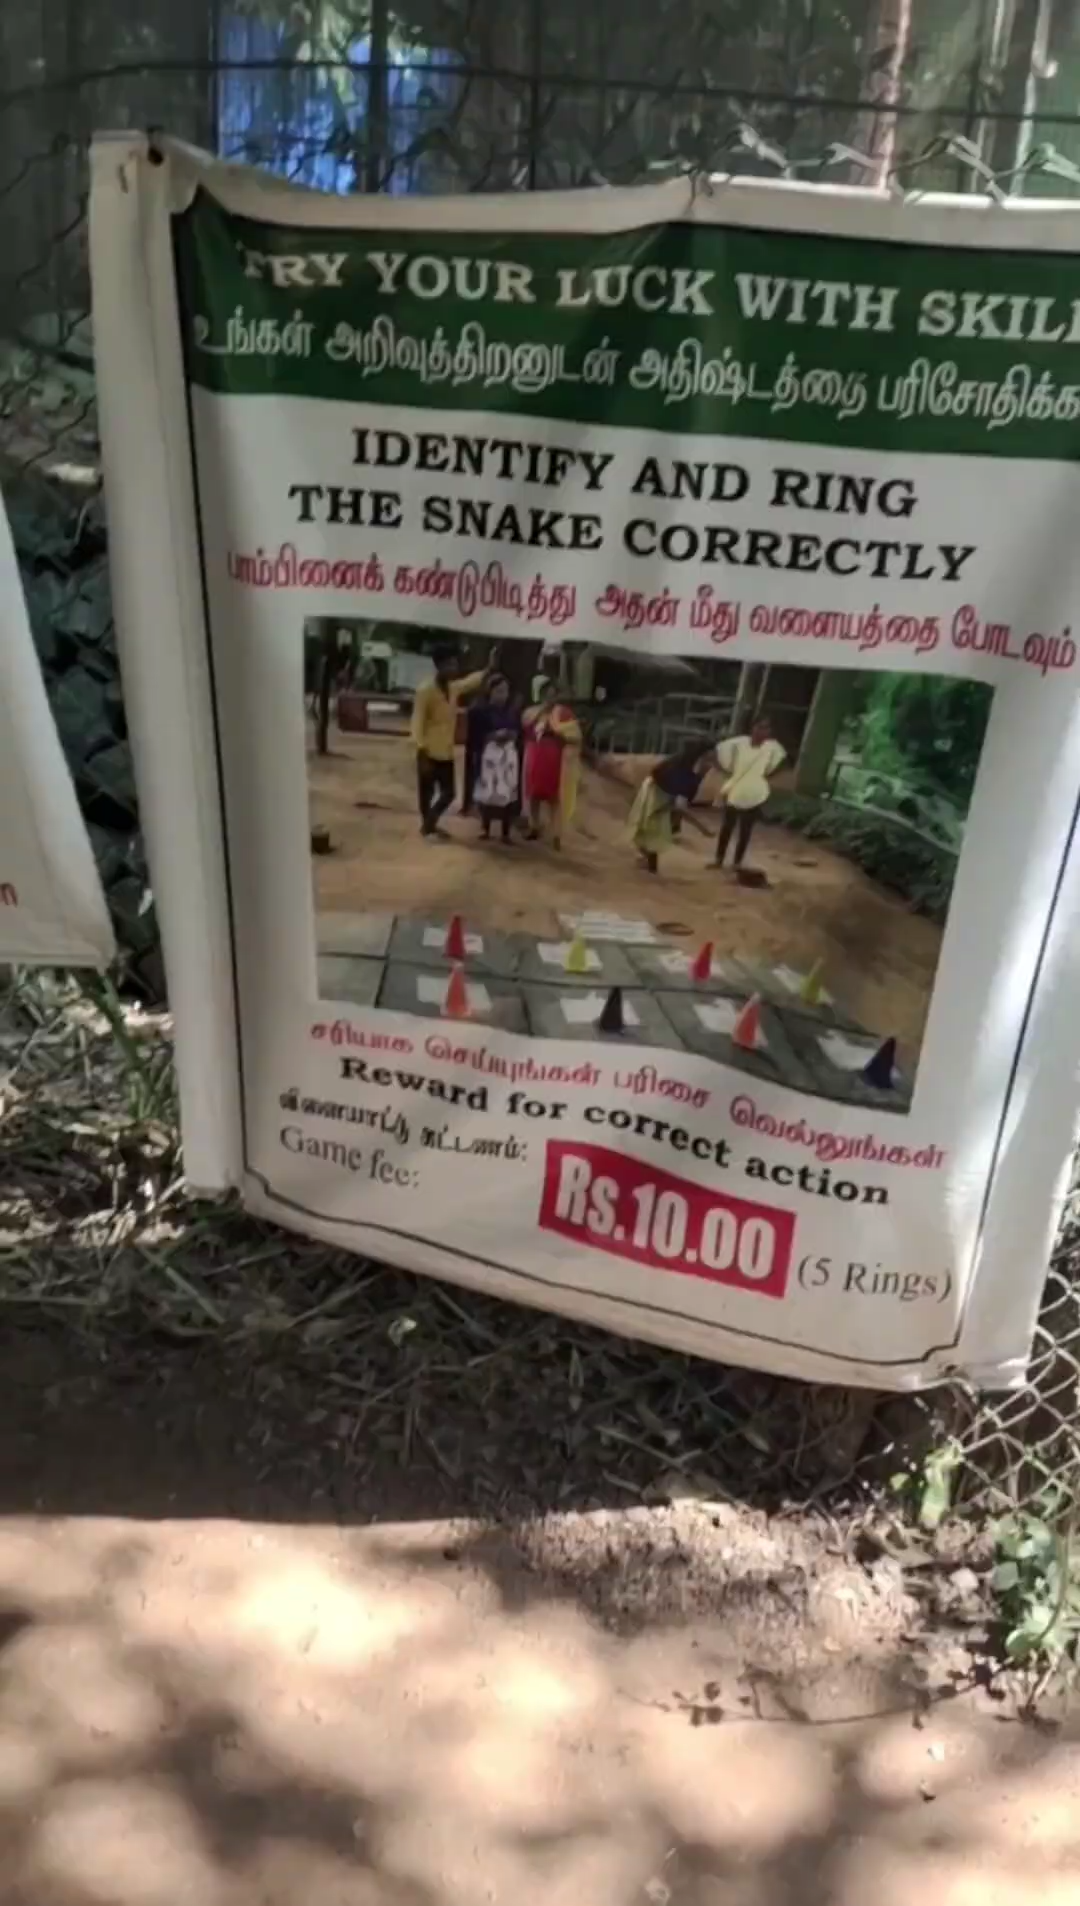 TRY YOUR LUCK WITH SKILL
உங்கள் அறிவுத்திறனுடன் அதிஷ்டத்தை பரிசோதிக்க
IDENTIFY AND RING
THE SNAKE CORRECTLY
பாம்பினைக் கண்டுபிடித்து அதன் மீது வளையத்தை போடவும்
சரியாக செய்யுங்கள் பரிசை வெல்லுங்கள்
Reward for correct action
விளையாட்டு கட்டணம்:
Game fee:
Rs.10.00
(5 Rings)